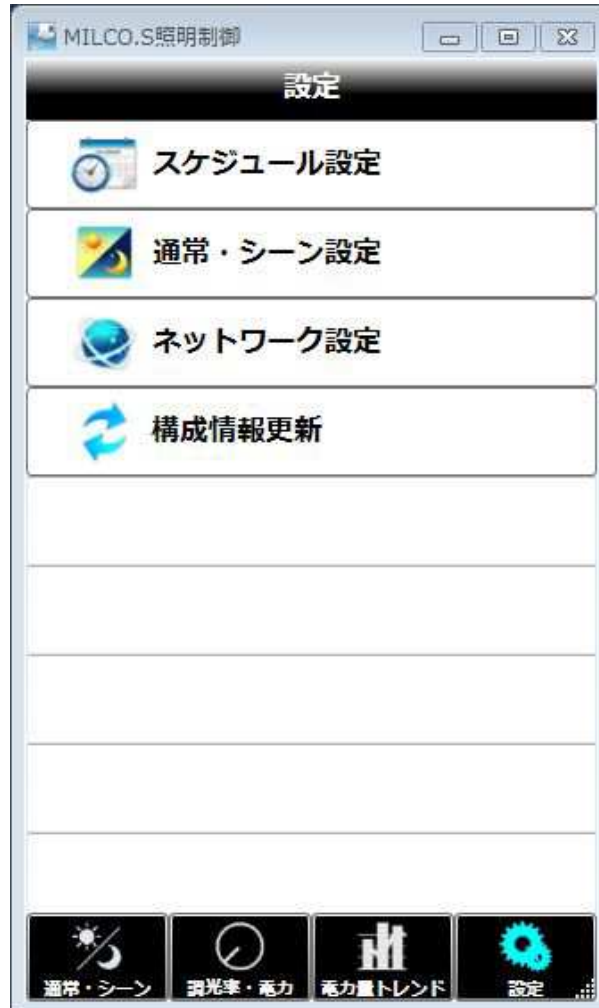 MILCO.S照明制御
設定
スケジュール設定
通常・シーン設定
ネットワーク設定
構成情報更新
通常・シーン
調光率・電力
電力量トレンド
設定